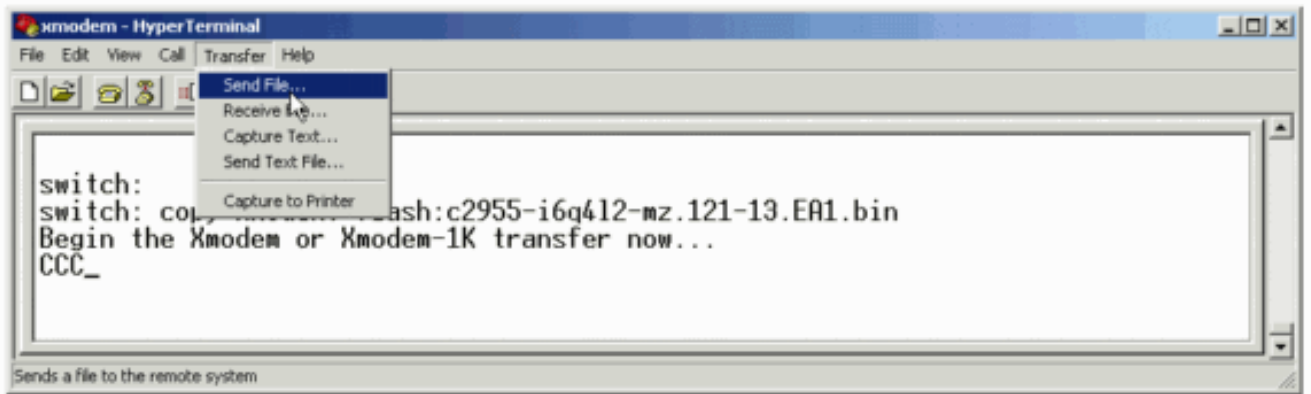 xmodem - HyperTerminal
File Edit View Call Transfer Help
Send File...
Receive File...
Capture Text...
Send Text File...
Capture to Printer
switch:
switch: ash:c2955-i6q4l2-mz.121-13.EA1.bin
Begin the Xmodem or Xmodem-1K transfer now...
CCC_
Sends a file to the remote system